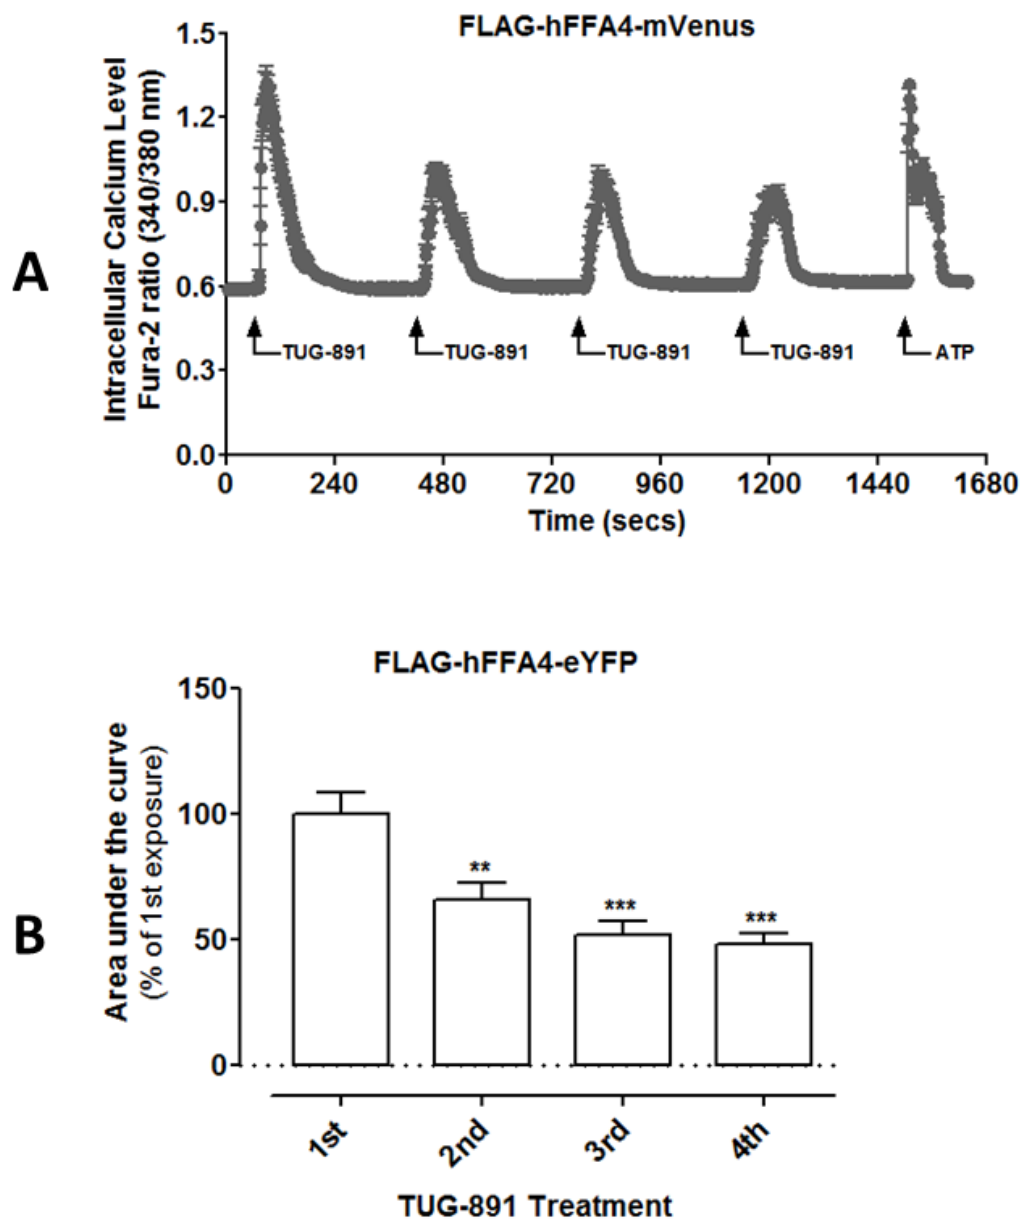 A
FLAG-hFFA4-mVenus
Intracellular Calcium Level
Fura-2 ratio (340/380 nm)
1.5
1.2
0.9
0.6
0.3
0.0
TUG-891
TUG-891
TUG-891
TUG-891
ATP
0 240 480 720 960 1200 1440 1680
Time (secs)
B
FLAG-hFFA4-eYFP
Area under the curve
(% of 1st exposure)
150
100
50
0
**
***
***
1st 2nd 3rd 4th
TUG-891 Treatment